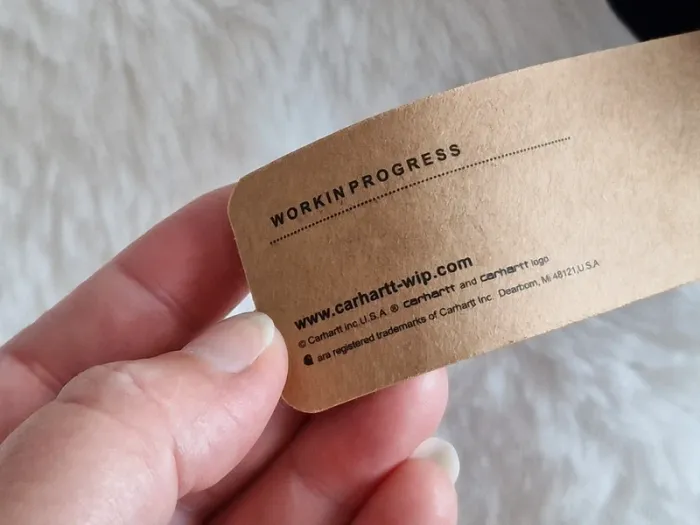 WORK IN PROGRESS
www.carhartt-wip.com
© Carhartt Inc U.S.A. ® carhartt and carhartt logo
are registered trademarks of Carhartt Inc. Dearborn, Mi 48121,U.S.A